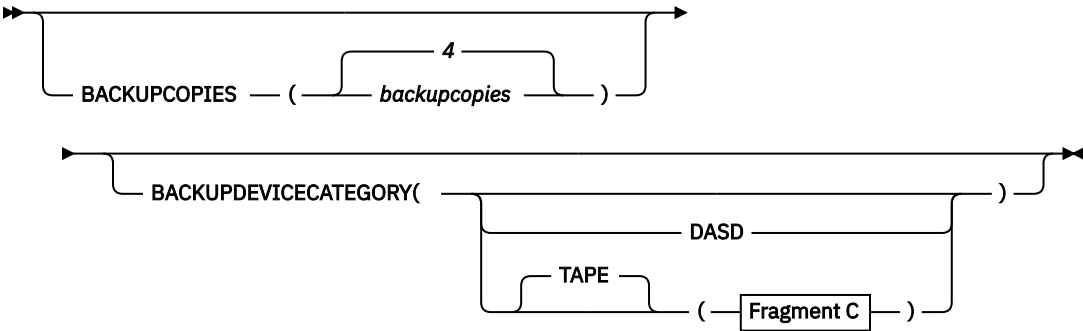 4
BACKUPCOPIES ( backupcopies )
BACKUPDEVICECATEGORY( )
DASD
TAPE
( Fragment C )